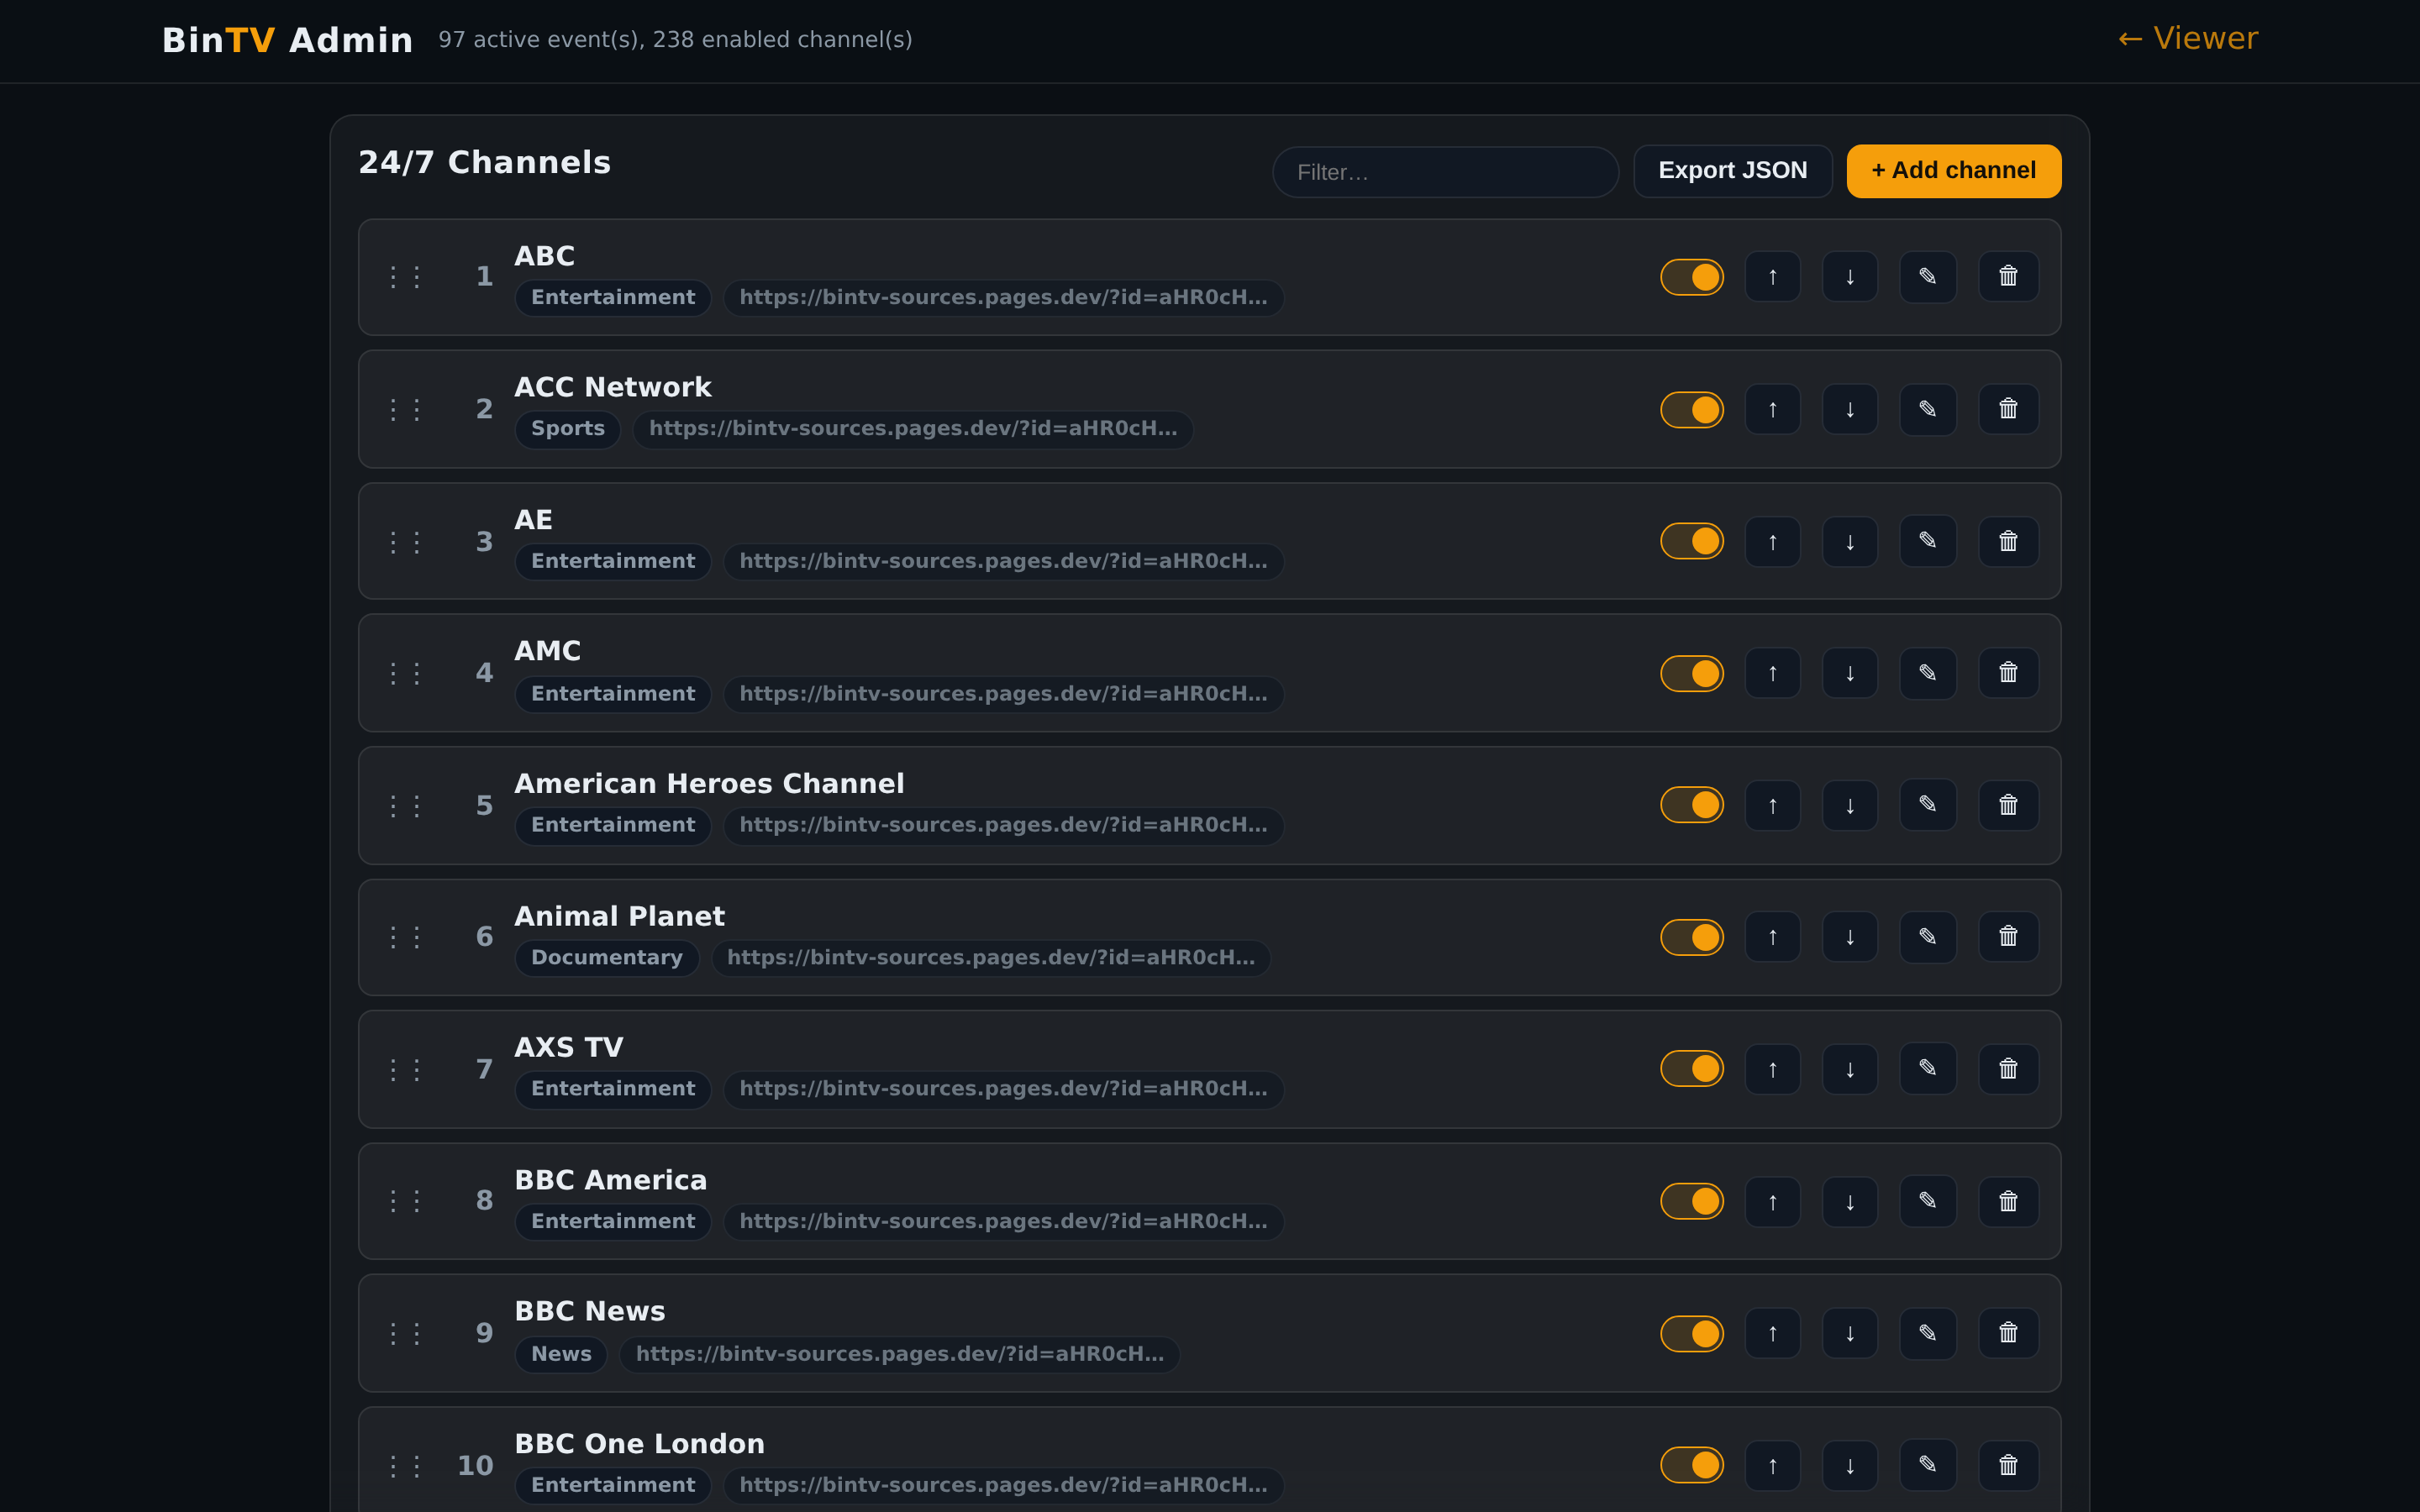 BinTV Admin 97 active event(s), 238 enabled channel(s) ← Viewer
24/7 Channels Filter… Export JSON + Add channel
1 ABC
Entertainment https://bintv-sources.pages.dev/?id=aHR0cH…
2 ACC Network
Sports https://bintv-sources.pages.dev/?id=aHR0cH…
3 AE
Entertainment https://bintv-sources.pages.dev/?id=aHR0cH…
4 AMC
Entertainment https://bintv-sources.pages.dev/?id=aHR0cH…
5 American Heroes Channel
Entertainment https://bintv-sources.pages.dev/?id=aHR0cH…
6 Animal Planet
Documentary https://bintv-sources.pages.dev/?id=aHR0cH…
7 AXS TV
Entertainment https://bintv-sources.pages.dev/?id=aHR0cH…
8 BBC America
Entertainment https://bintv-sources.pages.dev/?id=aHR0cH…
9 BBC News
News https://bintv-sources.pages.dev/?id=aHR0cH…
10 BBC One London
Entertainment https://bintv-sources.pages.dev/?id=aHR0cH…